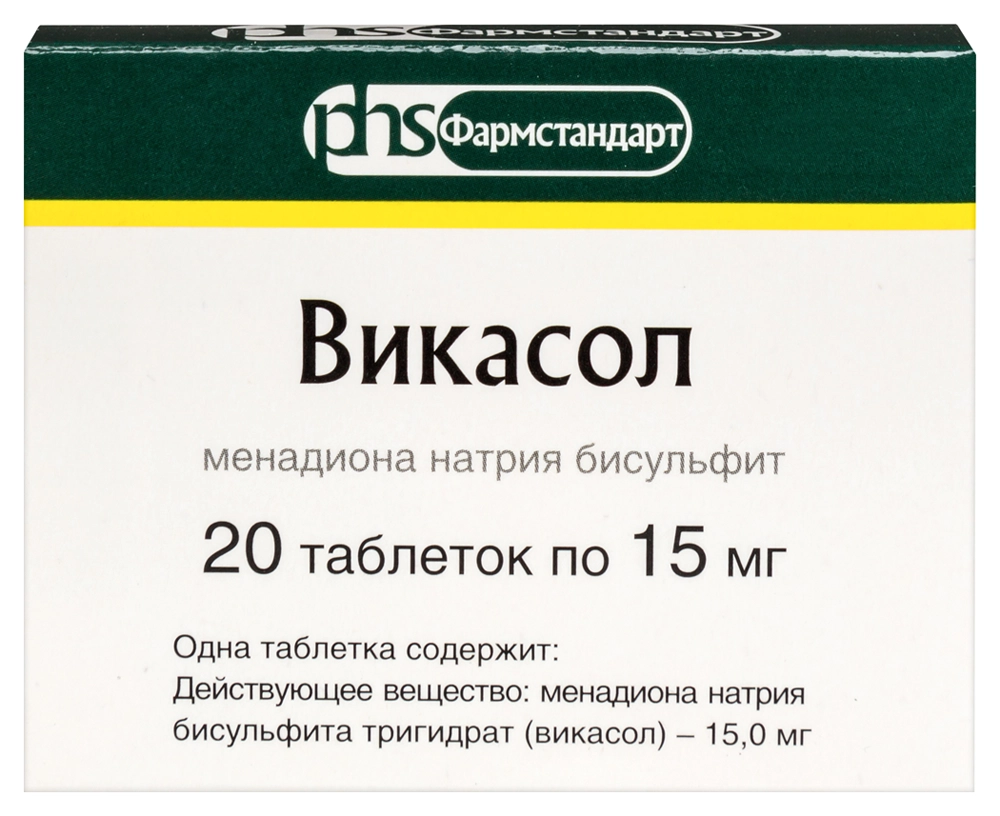 Фармстандарт
phs Фармстандарт
Викасол
менадиона натрия бисульфит
20 таблеток по 15 мг
Одна таблетка содержит:
Действующее вещество: менадиона натрия
бисульфита тригидрат (викасол) – 15,0 мг